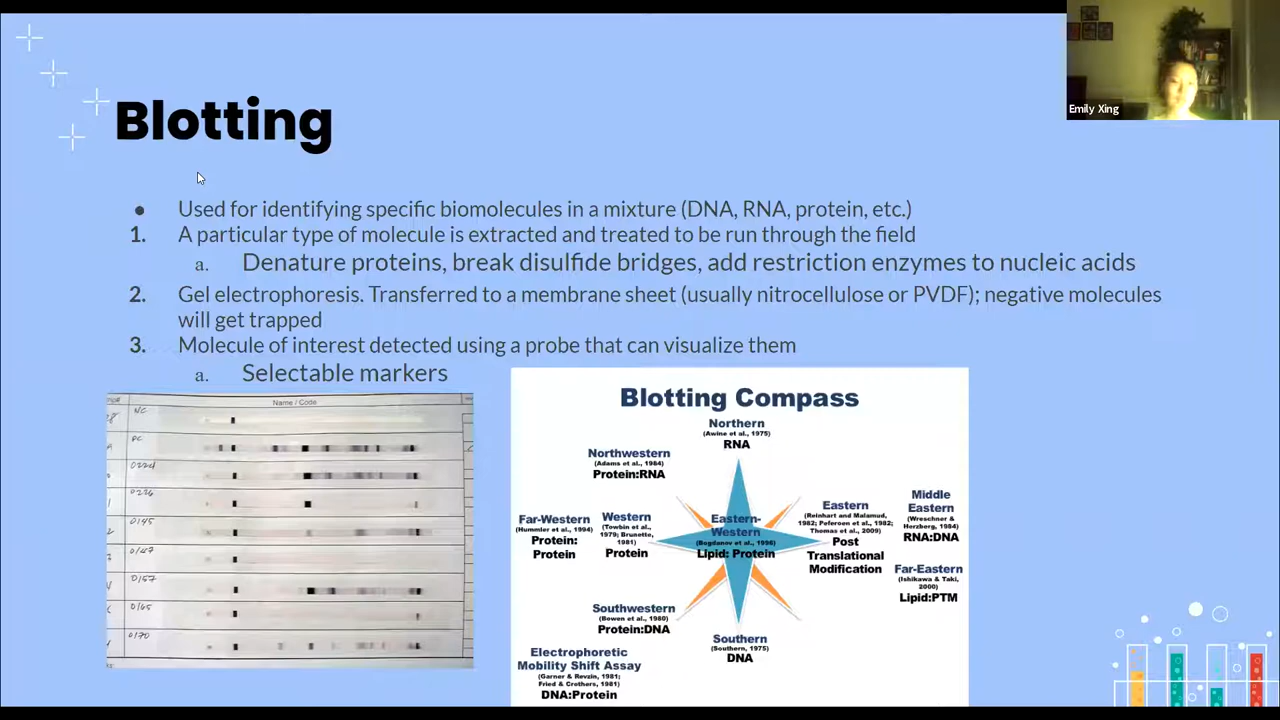 Emily Xing
Blotting
● Used for identifying specific biomolecules in a mixture (DNA, RNA, protein, etc.)
1. A particular type of molecule is extracted and treated to be run through the field
a. Denature proteins, break disulfide bridges, add restriction enzymes to nucleic acids
2. Gel electrophoresis. Transferred to a membrane sheet (usually nitrocellulose or PVDF); negative molecules
will get trapped
3. Molecule of interest detected using a probe that can visualize them
a. Selectable markers
Name / Code
NC
PC
0224
0226
0145
0147
0157
0165
0170
Blotting Compass
Northern
(Awine et al., 1975)
RNA
Northwestern
(Adams et al., 1984)
Protein:RNA
Far-Western
(Hummler et al., 1994)
Protein:
Protein
Western
(Towbin et al.,
1979; Brunette,
1981)
Protein
Eastern-
Western
(Bogdanov et al., 1996)
Lipid: Protein
Eastern
(Reinhart and Malamud,
1982; Peferoen et al., 1982;
Thomas et al., 2009)
Post
Translational
Modification
Middle
Eastern
(Wreschner &
Herzberg, 1984)
RNA:DNA
Far-Eastern
(Ishikawa & Taki,
2000)
Lipid:PTM
Southwestern
(Bowen et al., 1980)
Protein:DNA
Southern
(Southern, 1975)
DNA
Electrophoretic
Mobility Shift Assay
(Garner & Revzin, 1981;
Fried & Crothers, 1981)
DNA:Protein